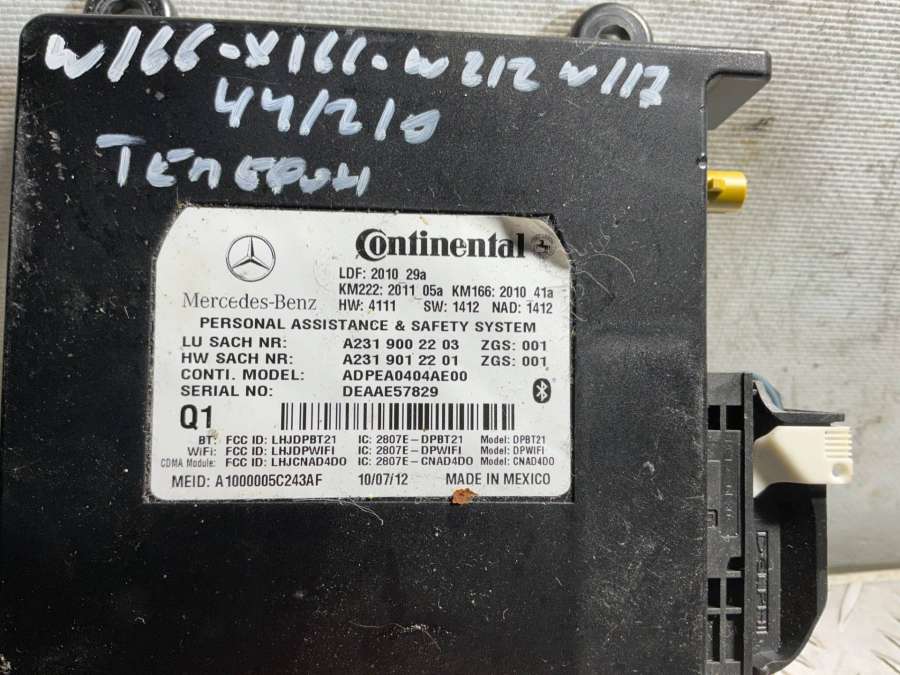 W166-X166-W212 W117
44/210
Телефон
Continental
LDF: 2010 29a
KM222: 2011 05a KM166: 2010 41a
Mercedes-Benz HW: 4111 SW: 1412 NAD: 1412
PERSONAL ASSISTANCE & SAFETY SYSTEM
LU SACH NR: A231 900 22 03 ZGS: 001
HW SACH NR: A231 901 22 01 ZGS: 001
CONTI. MODEL: ADPEA0404AE00
SERIAL NO: DEAAE57829
Q1
BT: FCC ID: LHJDPBT21 IC: 2807E-DPBT21 Model: DPBT21
WiFi: FCC ID: LHJDPWIFI IC: 2807E-DPWIFI Model: DPWIFI
CDMA Module: FCC ID: LHJCNAD4DO IC: 2807E-CNAD4DO Model: CNAD4DO
MEID: A1000005C243AF 10/07/12 MADE IN MEXICO